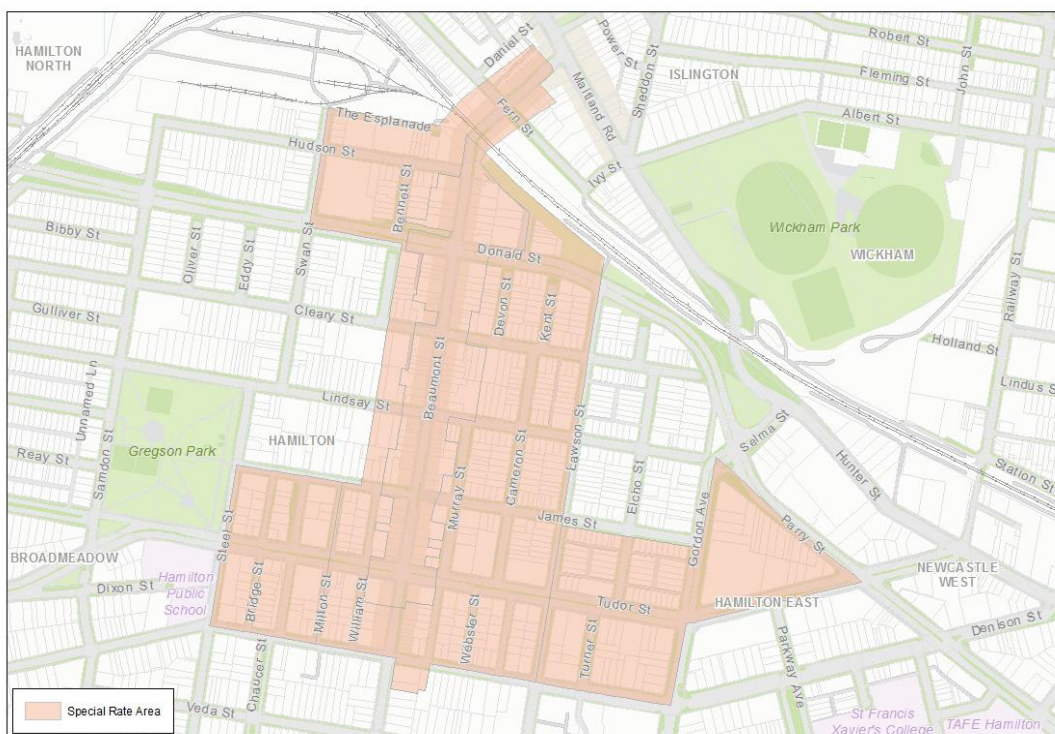 HAMILTON
NORTH
Daniel St
Power St
Robert St
Sheddon St
ISLINGTON
Fleming St
John St
Maitland Rd
Albert St
The Esplanade
Fern St
Hudson St
Ivy St
Bennett St
Bibby St
Oliver St
Eddy St
Swan St
Donald St
Wickham Park
WICKHAM
Railway St
Devon St
Kent St
Gulliver St
Cleary St
Holland St
Beaumont St
Unnamed Ln
Lindsay St
Lindus S
Lawson St
Selma St
HAMILTON
Gregson Park
Reay St
Samdon St
Murray St
Cameron St
Elcho St
Hunter St
Station St
Gordon Ave
James St
Parry St
Steel St
BROADMEADOW
Hamilton
Public
School
Dixon St
Bridge St
Milton St
William St
Webster St
Tudor St
HAMILTON EAST
NEWCASTLE
WEST
Denison St
Turner St
Parkway Ave
Chaucer St
Veda St
St Francis
Xavier's College
TAFE Hamilton
Special Rate Area